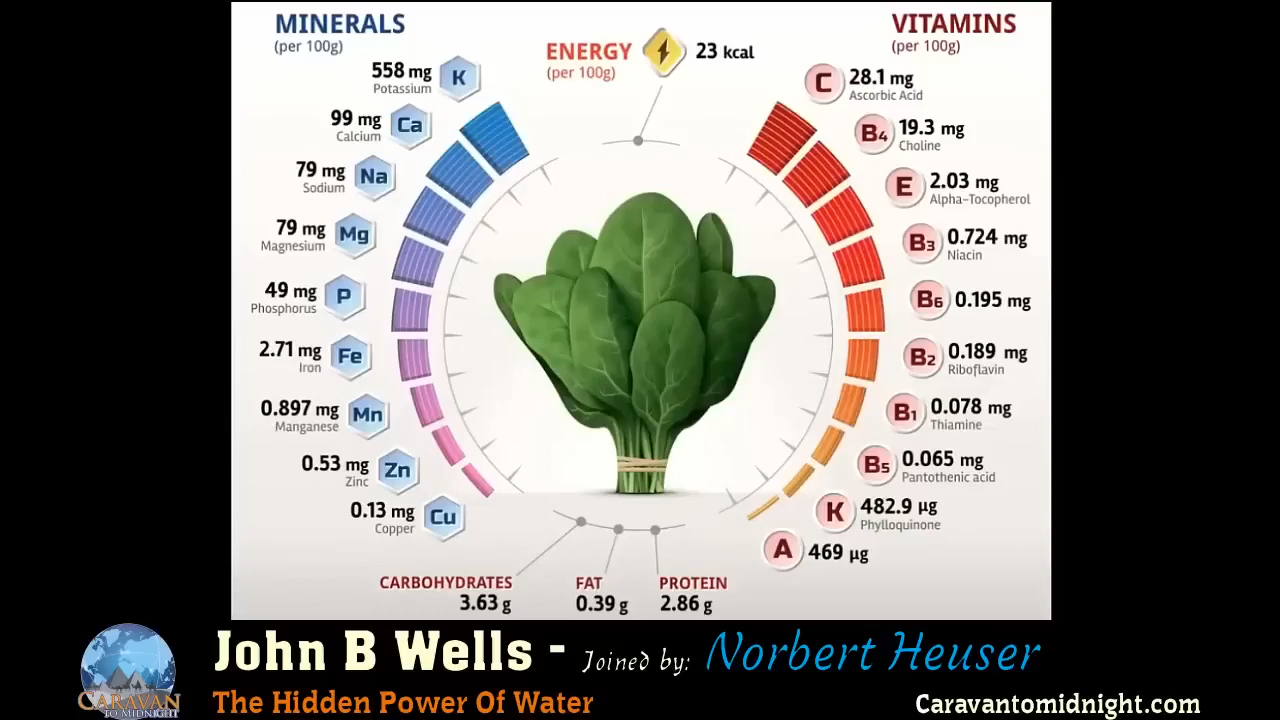 MINERALS
(per 100g)
558 mg
Potassium
K
99 mg
Calcium
Ca
79 mg
Sodium
Na
79 mg
Magnesium
Mg
49 mg
Phosphorus
P
2.71 mg
Iron
Fe
0.897 mg
Manganese
Mn
0.53 mg
Zinc
Zn
0.13 mg
Copper
Cu
ENERGY
(per 100g)
23 kcal
VITAMINS
(per 100g)
C
28.1 mg
Ascorbic Acid
B4
19.3 mg
Choline
E
2.03 mg
Alpha-Tocopherol
B3
0.724 mg
Niacin
B6
0.195 mg
B2
0.189 mg
Riboflavin
B1
0.078 mg
Thiamine
B5
0.065 mg
Pantothenic acid
K
482.9 µg
Phylloquinone
A
469 µg
CARBOHYDRATES
3.63 g
FAT
0.39 g
PROTEIN
2.86 g
CARAVAN
TO MIDNIGHT
John B Wells - Joined by: Norbert Heuser
The Hidden Power Of Water
Caravantomidnight.com